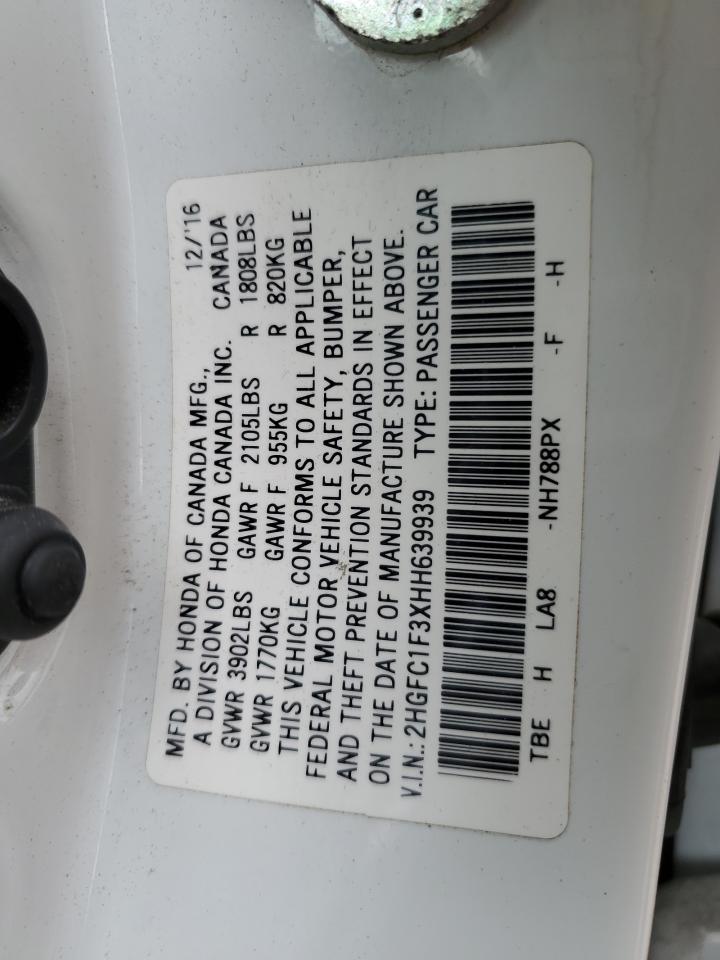 MFD. BY HONDA OF CANADA MFG., 12/'16
A DIVISION OF HONDA CANADA INC. CANADA
GVWR 3902LBS GAWR F 2105LBS R 1808LBS
GVWR 1770KG GAWR F 955KG R 820KG
THIS VEHICLE CONFORMS TO ALL APPLICABLE
FEDERAL MOTOR VEHICLE SAFETY, BUMPER,
AND THEFT PREVENTION STANDARDS IN EFFECT
ON THE DATE OF MANUFACTURE SHOWN ABOVE.
V.I.N.: 2HGFC1F3XHH639939 TYPE: PASSENGER CAR
TBE H LA8 -NH788PX -F -H